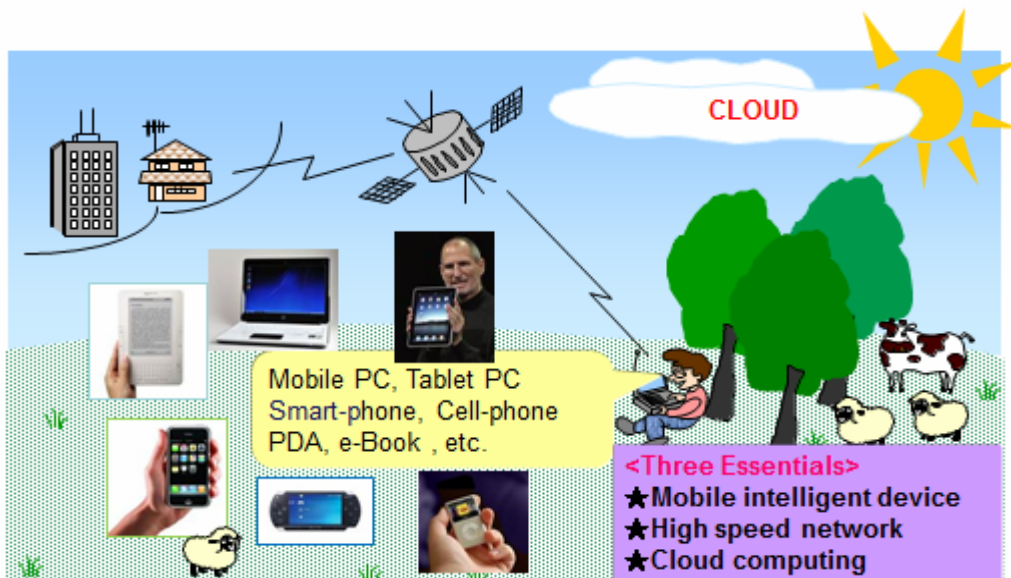 CLOUD
Mobile PC, Tablet PC
Smart-phone, Cell-phone
PDA, e-Book , etc.
<Three Essentials>
★Mobile intelligent device
★High speed network
★Cloud computing